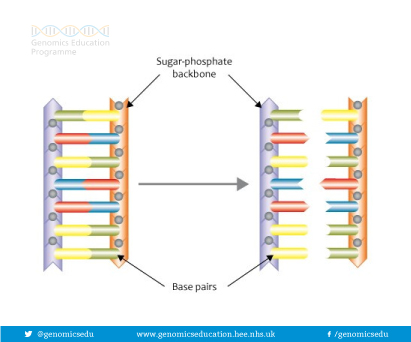 Genomics Education
Programme
Sugar-phosphate
backbone
Base pairs
@genomicsedu
www.genomicseducation.hee.nhs.uk
/genomicsedu